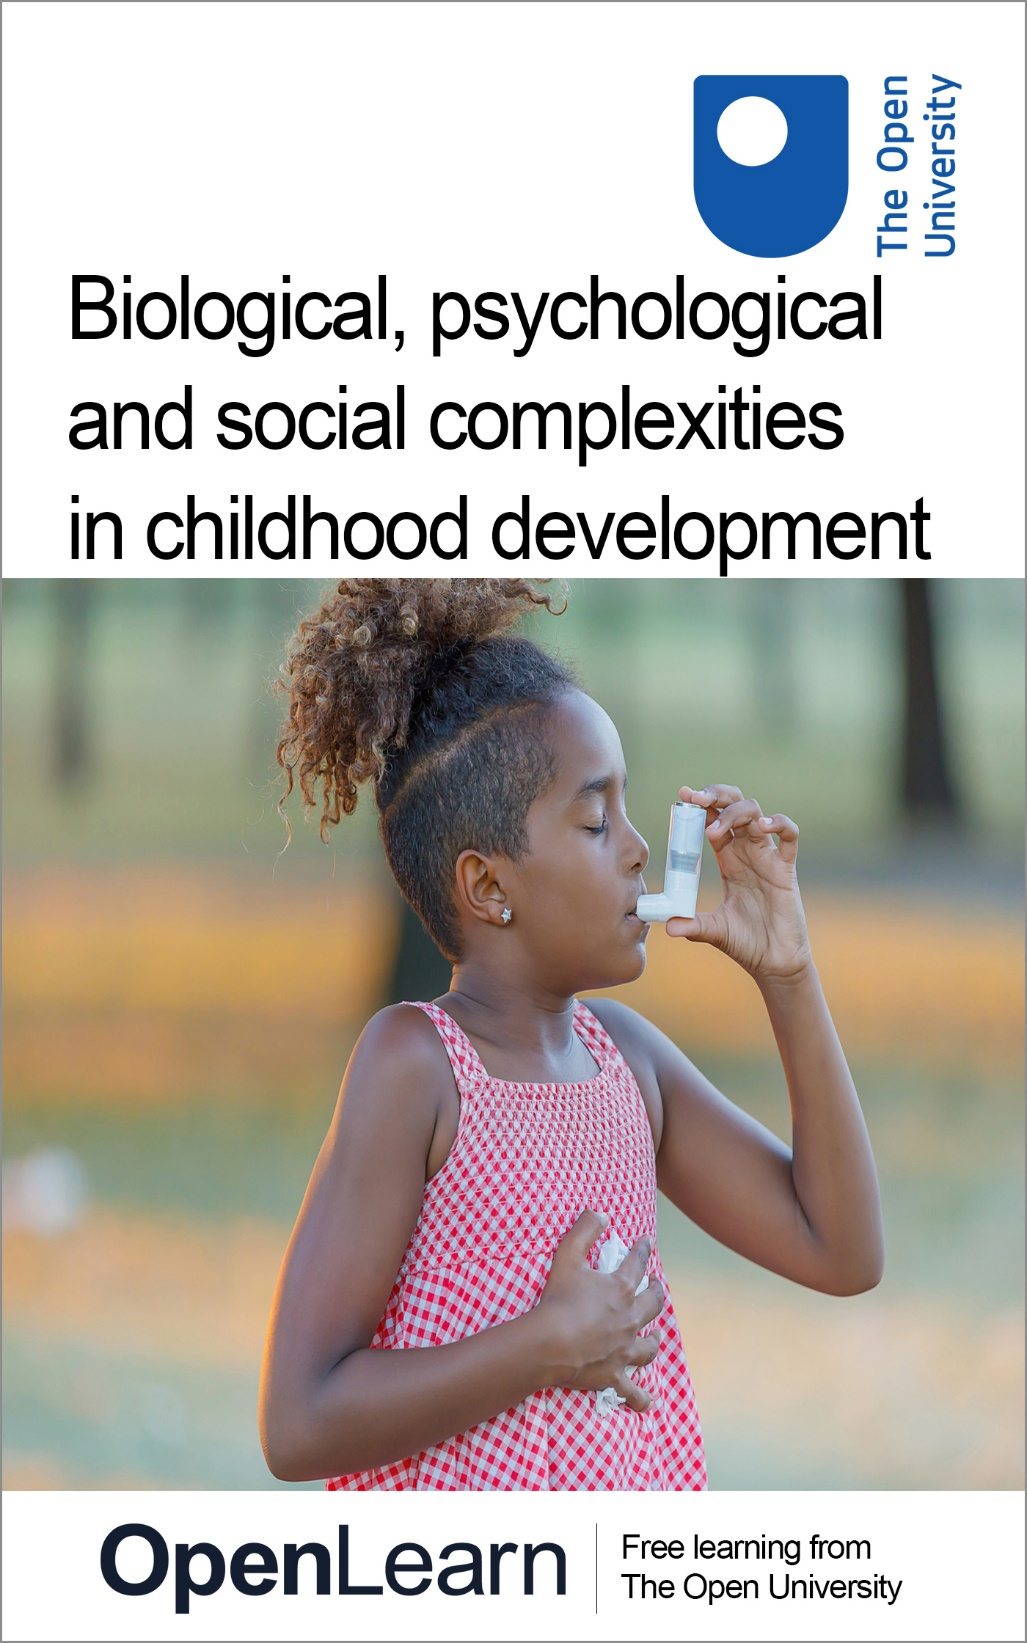 The Open
University
Biological, psychological
and social complexities
in childhood development
OpenLearn
Free learning from
The Open University